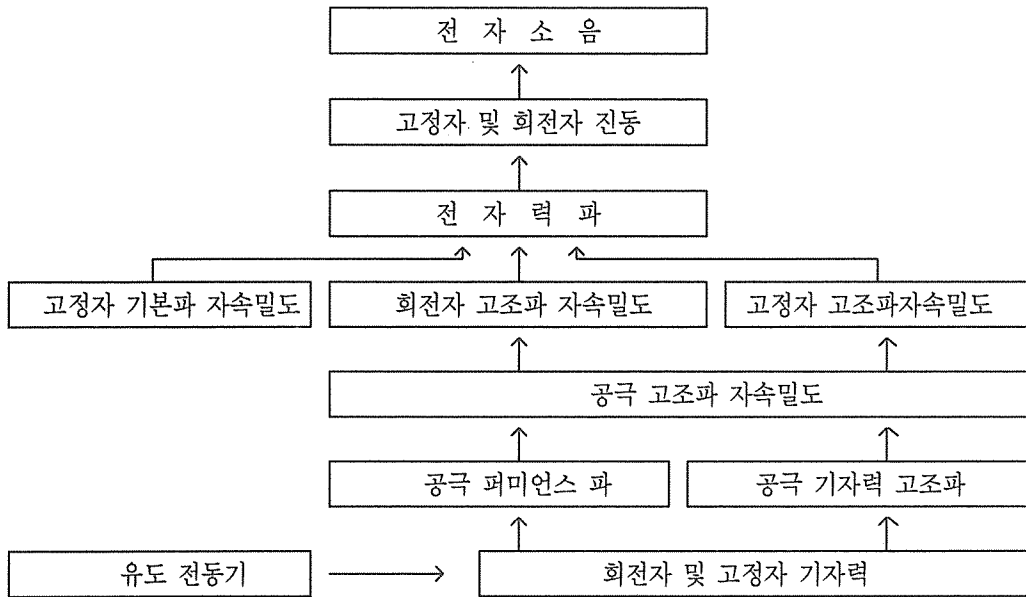 전 자 소 음
고정자 및 회전자 진동
전 자 력 파
고정자 기본파 자속밀도
회전자 고조파 자속밀도
고정자 고조파자속밀도
공극 고조파 자속밀도
공극 퍼미언스 파
공극 기자력 고조파
유도 전동기
회전자 및 고정자 기자력